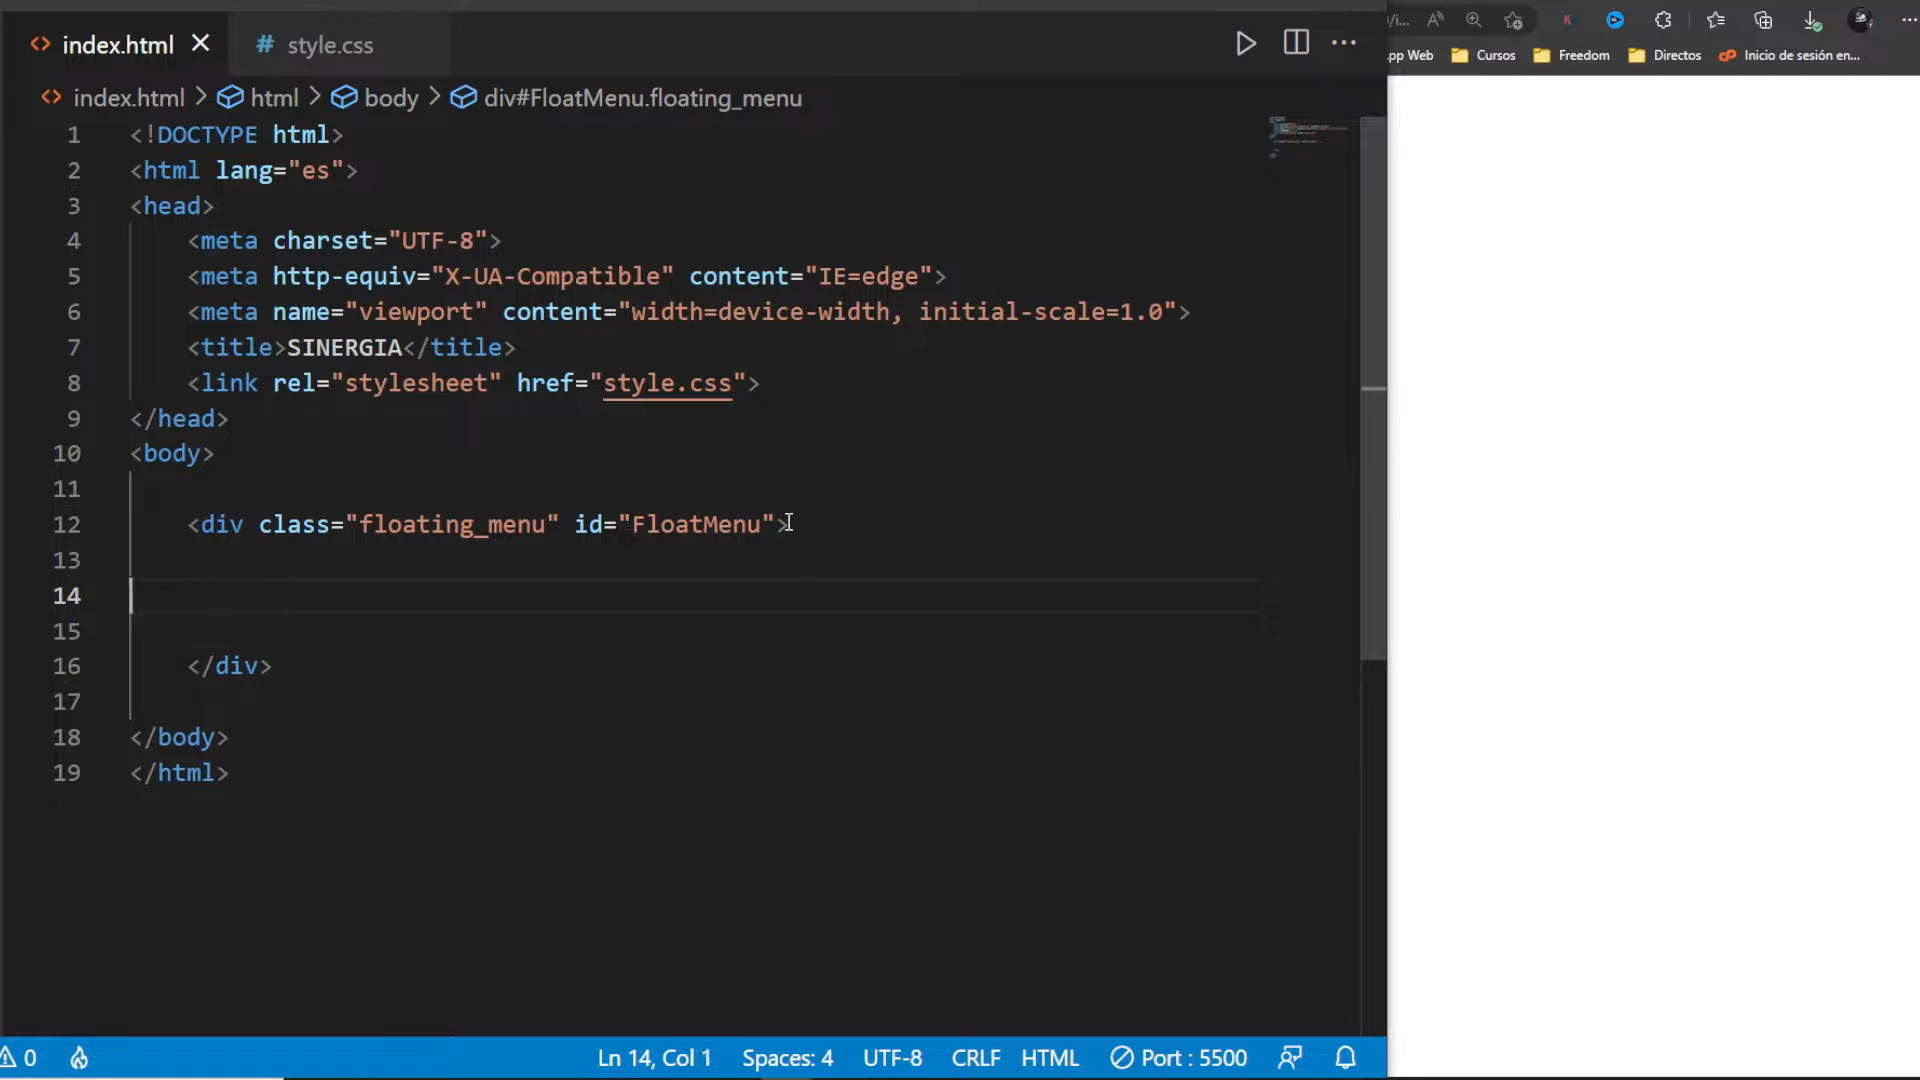 index.html
style.css
/i...
pp Web
Cursos
Freedom
Directos
Inicio de sesión en...
index.html > html > body > div#FloatMenu.floating_menu
1 <!DOCTYPE html>
2 <html lang="es">
3 <head>
4 <meta charset="UTF-8">
5 <meta http-equiv="X-UA-Compatible" content="IE=edge">
6 <meta name="viewport" content="width=device-width, initial-scale=1.0">
7 <title>SINERGIA</title>
8 <link rel="stylesheet" href="style.css">
9 </head>
10 <body>
11
12 <div class="floating_menu" id="FloatMenu">
13
14
15
16 </div>
17
18 </body>
19 </html>
0
Ln 14, Col 1
Spaces: 4
UTF-8
CRLF
HTML
Port : 5500